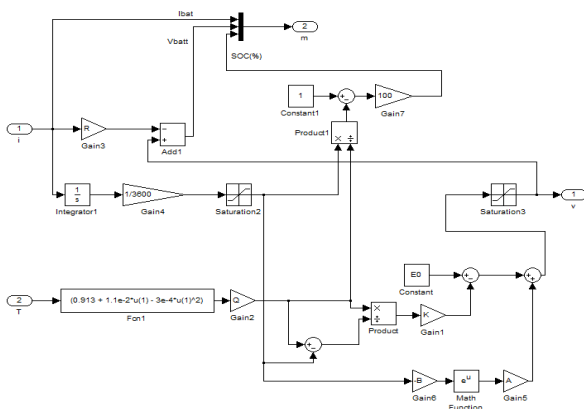 Ibat
Vbatt
SOC(%)
2
m
1
Constant1
+
−
100
Gain7
1
i
R
Gain3
−
+
Add1
Product1
× ÷
1
s
Integrator1
1/3600
Gain4
Saturation2
Saturation3
1
v
E0
Constant
+
−
+
+
2
T
(0.913 + 1.1e-2*u(1) - 3e-4*u(1)^2)
Fcn1
Q
Gain2
×
÷
Product
K
Gain1
+
−
-B
Gain6
e^u
Math
Function
A
Gain5